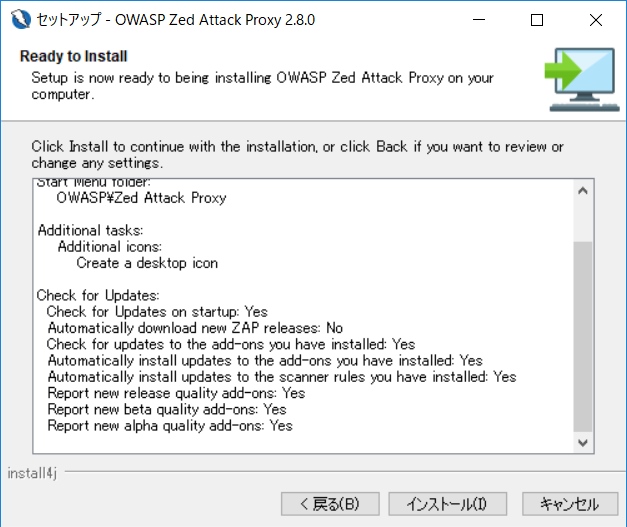 セットアップ - OWASP Zed Attack Proxy 2.8.0
Ready to Install
Setup is now ready to being installing OWASP Zed Attack Proxy on your
computer.
Click Install to continue with the installation, or click Back if you want to review or
change any settings.
Start Menu folder:
OWASP¥Zed Attack Proxy
Additional tasks:
Additional icons:
Create a desktop icon
Check for Updates:
Check for Updates on startup: Yes
Automatically download new ZAP releases: No
Check for updates to the add-ons you have installed: Yes
Automatically install updates to the add-ons you have installed: Yes
Automatically install updates to the scanner rules you have installed: Yes
Report new release quality add-ons: Yes
Report new beta quality add-ons: Yes
Report new alpha quality add-ons: Yes
install4j
< 戻る(B)
インストール(I)
キャンセル